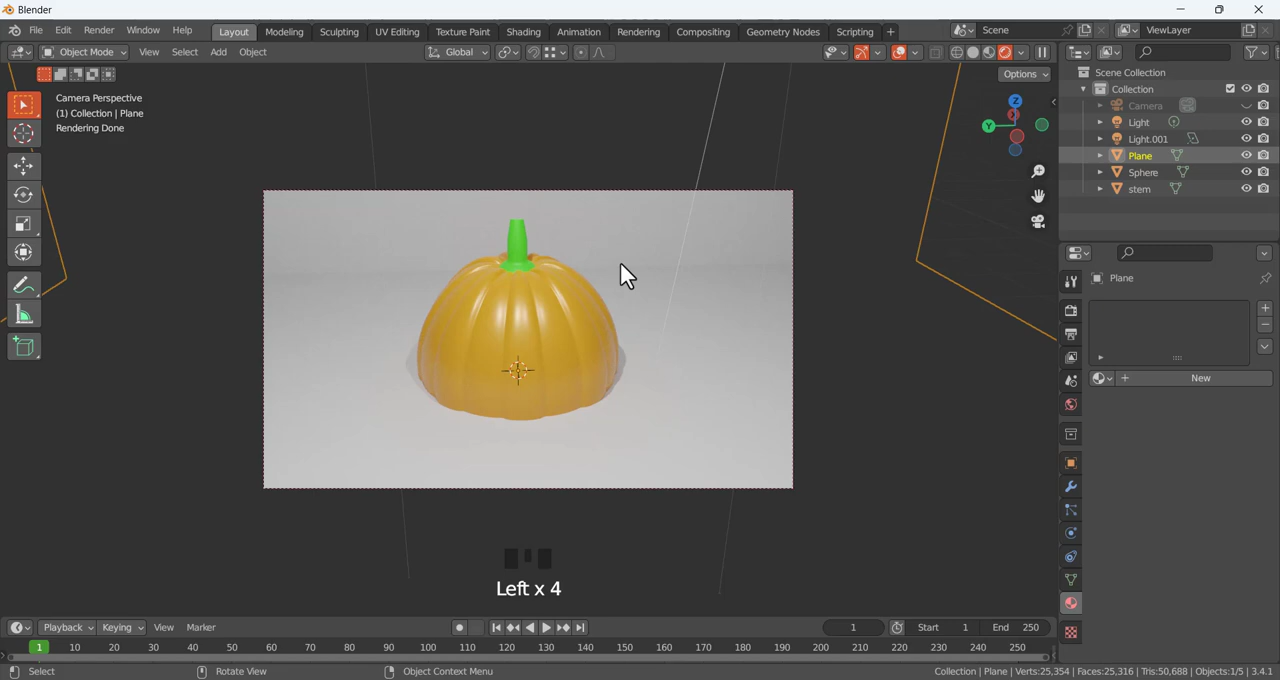 Blender
File Edit Render Window Help Layout Modeling Sculpting UV Editing Texture Paint Shading Animation Rendering Compositing Geometry Nodes Scripting + Scene ViewLayer
Object Mode View Select Add Object Global
Options
Camera Perspective
(1) Collection | Plane
Rendering Done
Z
X
Y
Scene Collection
Collection
Camera
Light
Light.001
Plane
Sphere
stem
Plane
New
Left x 4
Playback Keying View Marker 1 Start 1 End 250
1 10 20 30 40 50 60 70 80 90 100 110 120 130 140 150 160 170 180 190 200 210 220 230 240 250
Select Rotate View Object Context Menu Collection | Plane | Verts:25,354 | Faces:25,316 | Tris:50,688 | Objects:1/5 | 3.4.1